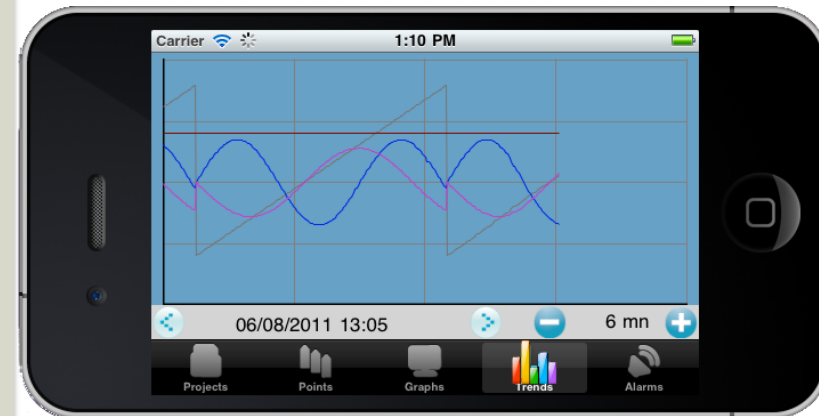 Carrier 1:10 PM
06/08/2011 13:05 6 mn
Projects Points Graphs Trends Alarms